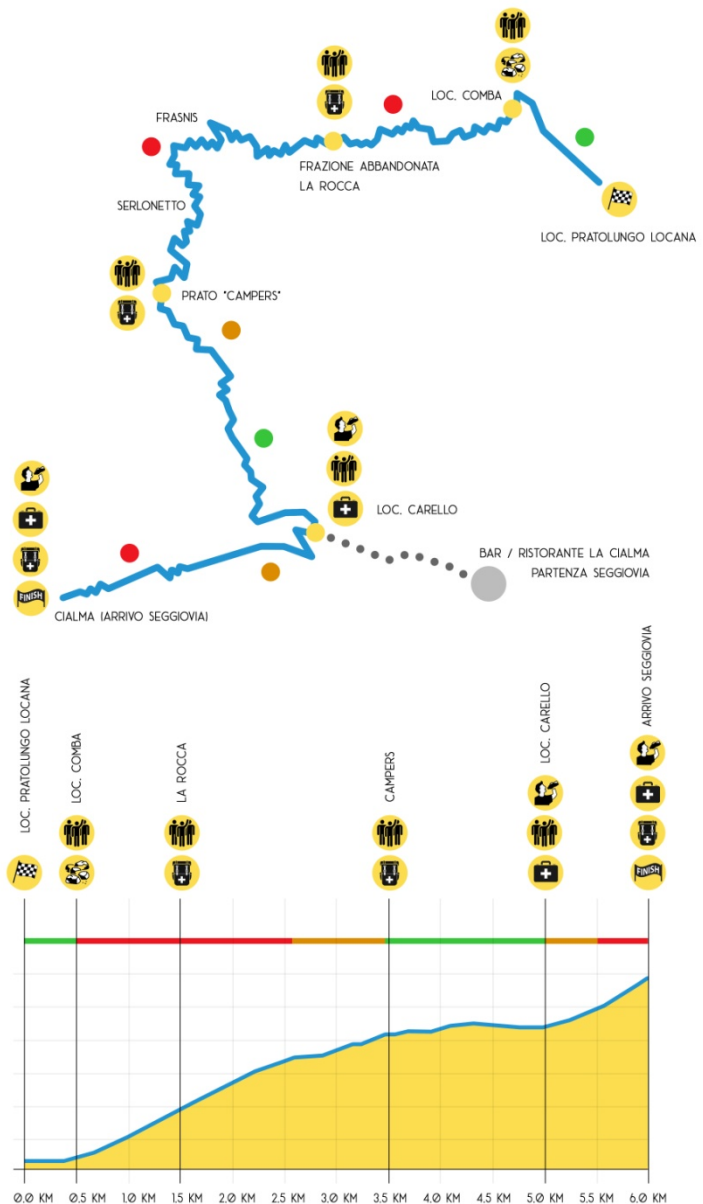 LOC. COMBA
FRASNIS
FRAZIONE ABBANDONATA
LA ROCCA
SERLONETTO
LOC. PRATOLUNGO LOCANA
PRATO "CAMPERS"
LOC. CARELLO
BAR / RISTORANTE LA CIALMA
PARTENZA SEGGIOVIA
FINISH
CIALMA (ARRIVO SEGGIOVIA)
LOC. PRATOLUNGO LOCANA
LOC. COMBA
LA ROCCA
CAMPERS
LOC. CARELLO
ARRIVO SEGGIOVIA
FINISH
0,0 KM 0,5 KM 1,0 KM 1,5 KM 2,0 KM 2,5 KM 3,0 KM 3,5 KM 4,0 KM 4,5 KM 5,0 KM 5,5 KM 6,0 KM